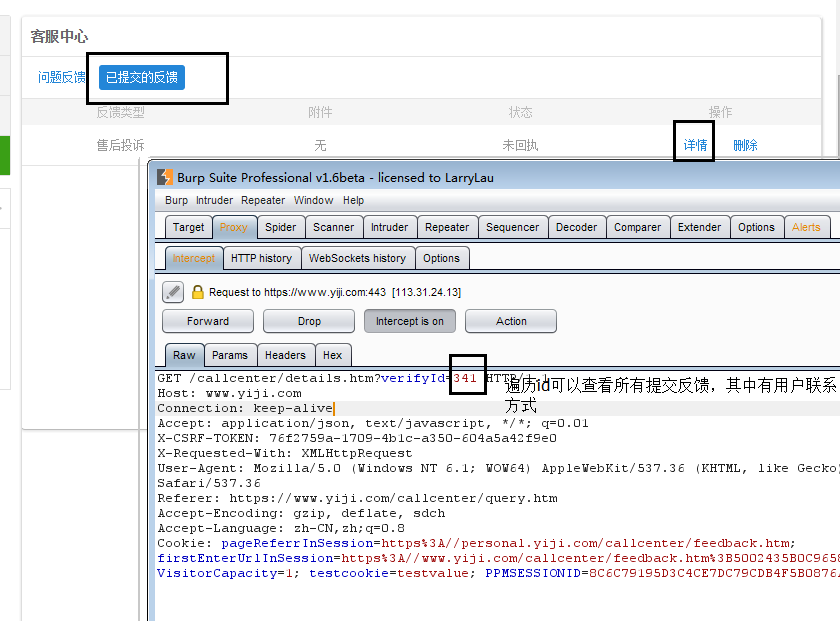 客服中心
问题反馈 已提交的反馈
反馈类型 附件 状态 操作
售后投诉 无 未回执 详情 删除
Burp Suite Professional v1.6beta - licensed to LarryLau
Burp Intruder Repeater Window Help
Target Proxy Spider Scanner Intruder Repeater Sequencer Decoder Comparer Extender Options Alerts
Intercept HTTP history WebSockets history Options
Request to https://www.yiji.com:443 [113.31.24.13]
Forward Drop Intercept is on Action
Raw Params Headers Hex
GET /callcenter/details.htm?verifyId=341 HTTP/1.1
遍历id可以查看所有提交反馈，其中有用户联系
方式
Host: www.yiji.com
Connection: keep-alive
Accept: application/json, text/javascript, */*; q=0.01
X-CSRF-TOKEN: 76f2759a-1709-4b1c-a350-604a5a42f9e0
X-Requested-With: XMLHttpRequest
User-Agent: Mozilla/5.0 (Windows NT 6.1; WOW64) AppleWebKit/537.36 (KHTML, like Gecko)
Safari/537.36
Referer: https://www.yiji.com/callcenter/query.htm
Accept-Encoding: gzip, deflate, sdch
Accept-Language: zh-CN,zh;q=0.8
Cookie: pageReferrInSession=https%3A//personal.yiji.com/callcenter/feedback.htm;
firstEnterUrlInSession=https%3A//www.yiji.com/callcenter/feedback.htm%3B5002435B0C9658
VisitorCapacity=1; testcookie=testvalue; PPMSESSIONID=8C6C79195D3C4CE7DC79CDB4F5B0876